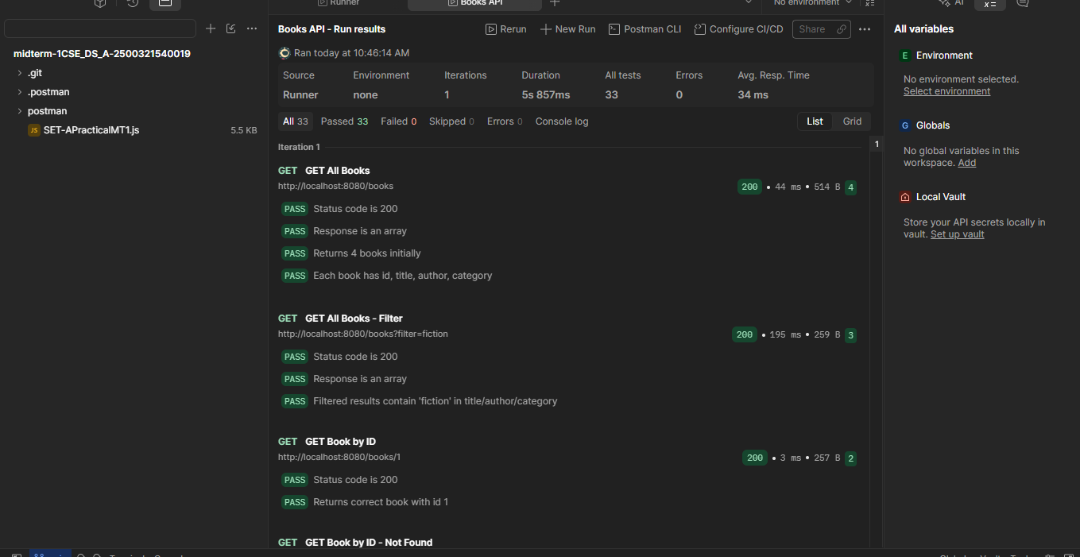 Runner
Books API
No environment
AI
midterm-1CSE_DS_A-2500321540019
.git
.postman
postman
JS SET-APracticalMT1.js 5.5 KB
Books API - Run results
Rerun
New Run
Postman CLI
Configure CI/CD
Share
Ran today at 10:46:14 AM
Source Environment Iterations Duration All tests Errors Avg. Resp. Time
Runner none 1 5s 857ms 33 0 34 ms
All 33 Passed 33 Failed 0 Skipped 0 Errors 0 Console log List Grid
Iteration 1
1
GET GET All Books
http://localhost:8080/books
200 • 44 ms • 514 B 4
PASS Status code is 200
PASS Response is an array
PASS Returns 4 books initially
PASS Each book has id, title, author, category
GET GET All Books - Filter
http://localhost:8080/books?filter=fiction
200 • 195 ms • 259 B 3
PASS Status code is 200
PASS Response is an array
PASS Filtered results contain 'fiction' in title/author/category
GET GET Book by ID
http://localhost:8080/books/1
200 • 3 ms • 257 B 2
PASS Status code is 200
PASS Returns correct book with id 1
GET GET Book by ID - Not Found
All variables
E Environment
No environment selected.
Select environment
G Globals
No global variables in this
workspace. Add
Local Vault
Store your API secrets locally in
vault. Set up vault